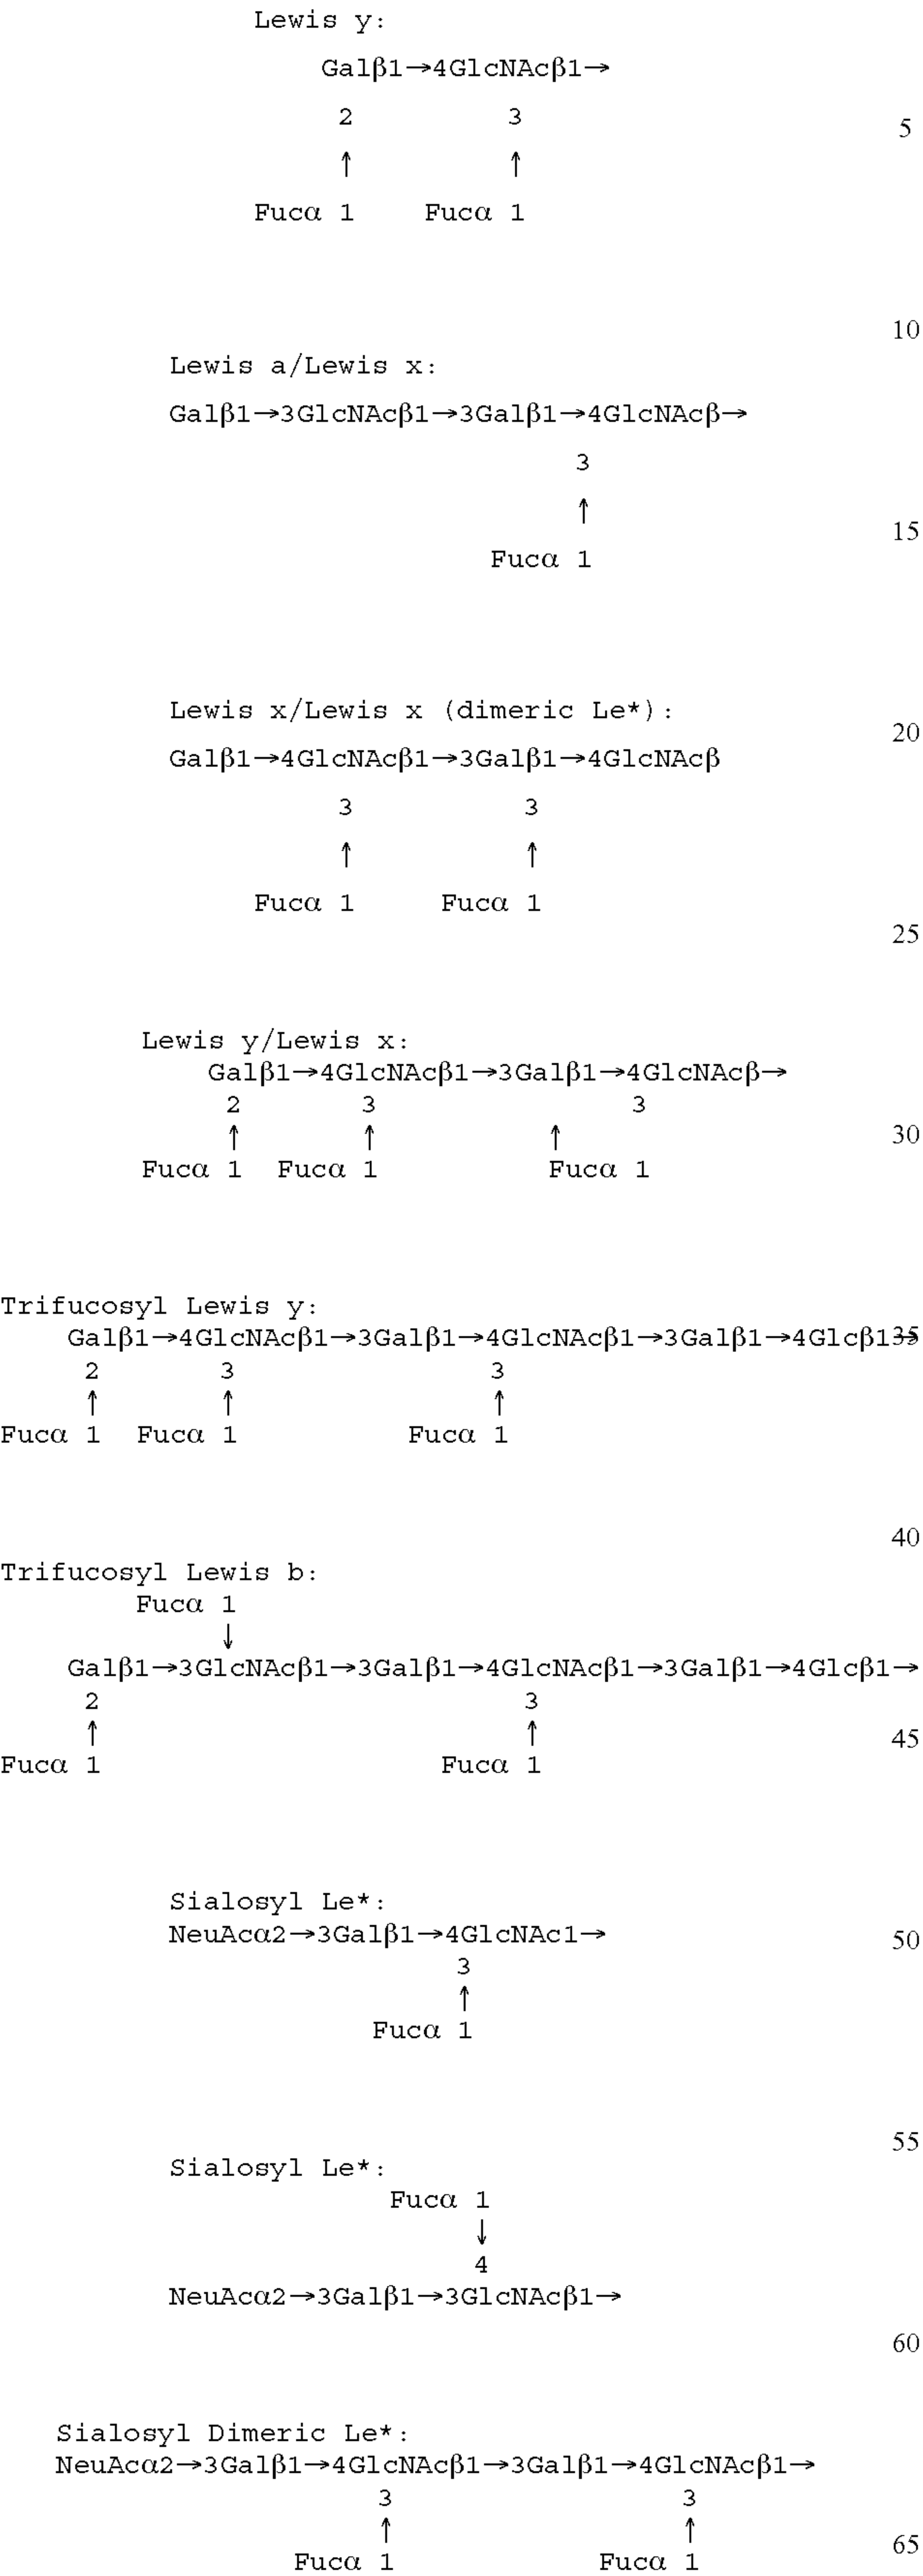 Lewis y:
Galβ1→4GlcNAcβ1→
2 3
5
↑ ↑
Fucα 1 Fucα 1
10
Lewis a/Lewis x:
Galβ1→3GlcNAcβ1→3Galβ1→4GlcNAcβ→
3
↑
15
Fucα 1
Lewis x/Lewis x (dimeric Le*):
20
Galβ1→4GlcNAcβ1→3Galβ1→4GlcNAcβ
3 3
↑ ↑
Fucα 1 Fucα 1
25
Lewis y/Lewis x:
Galβ1→4GlcNAcβ1→3Galβ1→4GlcNAcβ→
2 3 3
↑ ↑ ↑
30
Fucα 1 Fucα 1 Fucα 1
Trifucosyl Lewis y:
Galβ1→4GlcNAcβ1→3Galβ1→4GlcNAcβ1→3Galβ1→4Glcβ1→
35
2 3 3
↑ ↑ ↑
Fucα 1 Fucα 1 Fucα 1
40
Trifucosyl Lewis b:
Fucα 1
↓
Galβ1→3GlcNAcβ1→3Galβ1→4GlcNAcβ1→3Galβ1→4Glcβ1→
2 3
↑ ↑
45
Fucα 1 Fucα 1
Sialosyl Le*:
NeuAcα2→3Galβ1→4GlcNAc1→
50
3
↑
Fucα 1
55
Sialosyl Le*:
Fucα 1
↓
4
NeuAcα2→3Galβ1→3GlcNAcβ1→
60
Sialosyl Dimeric Le*:
NeuAcα2→3Galβ1→4GlcNAcβ1→3Galβ1→4GlcNAcβ1→
3 3
↑ ↑
65
Fucα 1 Fucα 1